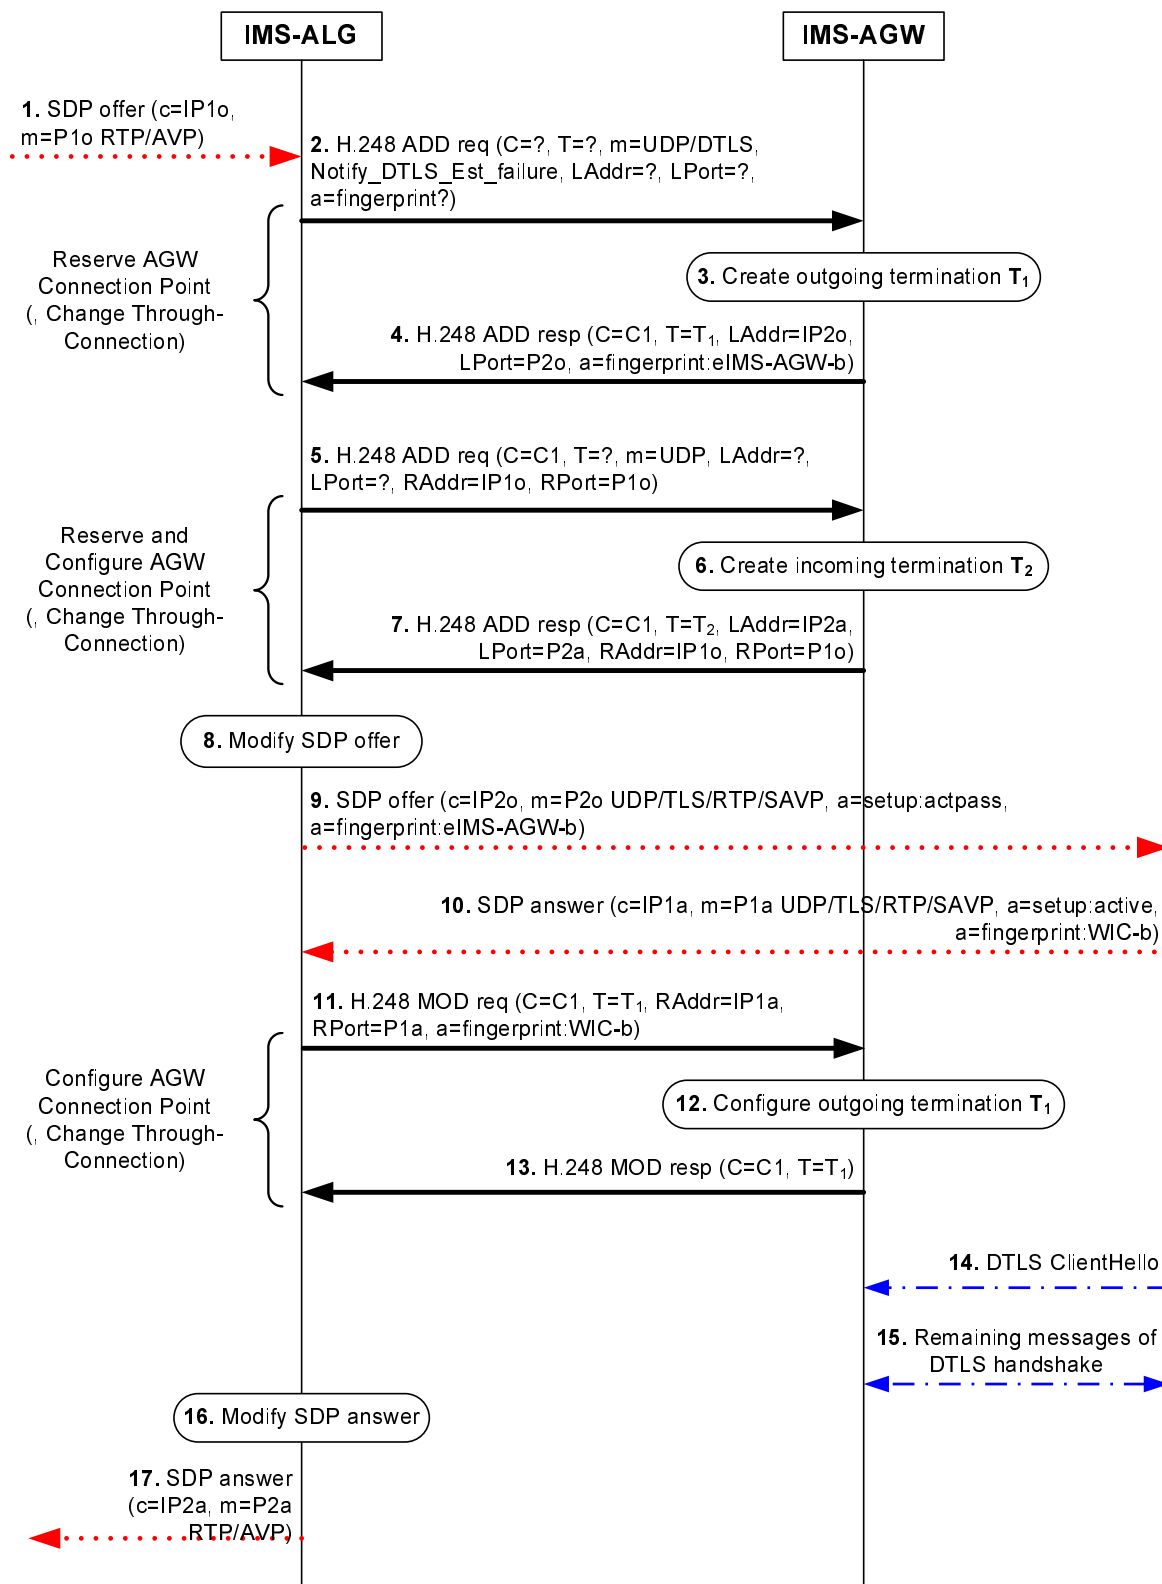 IMS-ALG
IMS-AGW
1. SDP offer (c=IP1o,
m=P1o RTP/AVP)
2. H.248 ADD req (C=?, T=?, m=UDP/DTLS,
Notify_DTLS_Est_failure, LAddr=?, LPort=?,
a=fingerprint?)
Reserve AGW
Connection Point
(, Change Through-
Connection)
3. Create outgoing termination T1
4. H.248 ADD resp (C=C1, T=T1, LAddr=IP2o,
LPort=P2o, a=fingerprint:eIMS-AGW-b)
5. H.248 ADD req (C=C1, T=?, m=UDP, LAddr=?,
LPort=?, RAddr=IP1o, RPort=P1o)
Reserve and
Configure AGW
Connection Point
(, Change Through-
Connection)
6. Create incoming termination T2
7. H.248 ADD resp (C=C1, T=T2, LAddr=IP2a,
LPort=P2a, RAddr=IP1o, RPort=P1o)
8. Modify SDP offer
9. SDP offer (c=IP2o, m=P2o UDP/TLS/RTP/SAVP, a=setup:actpass,
a=fingerprint:eIMS-AGW-b)
10. SDP answer (c=IP1a, m=P1a UDP/TLS/RTP/SAVP, a=setup:active,
a=fingerprint:WIC-b)
11. H.248 MOD req (C=C1, T=T1, RAddr=IP1a,
RPort=P1a, a=fingerprint:WIC-b)
Configure AGW
Connection Point
(, Change Through-
Connection)
12. Configure outgoing termination T1
13. H.248 MOD resp (C=C1, T=T1)
14. DTLS ClientHello
15. Remaining messages of
DTLS handshake
16. Modify SDP answer
17. SDP answer
(c=IP2a, m=P2a
RTP/AVP)